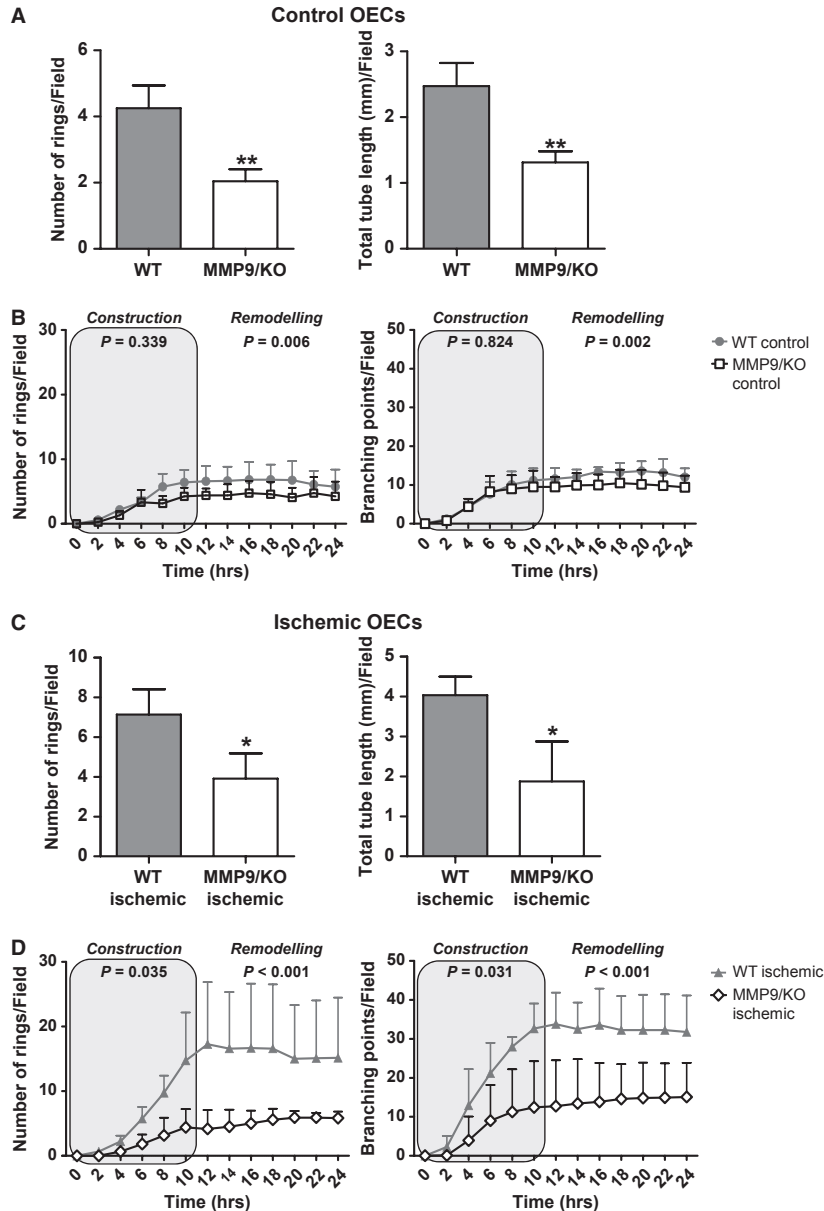 A
Control OECs
Number of rings/Field
6
4
2
0
**
WT
MMP9/KO
Total tube length (mm)/Field
3
2
1
0
**
WT
MMP9/KO
B
Number of rings/Field
30
20
10
0
Construction
P = 0.339
Remodelling
P = 0.006
0 2 4 6 8 10 12 14 16 18 20 22 24
Time (hrs)
Branching points/Field
50
40
30
20
10
0
Construction
P = 0.824
Remodelling
P = 0.002
0 2 4 6 8 10 12 14 16 18 20 22 24
Time (hrs)
WT control
MMP9/KO
control
C
Ischemic OECs
Number of rings/Field
10
8
6
4
2
0
*
WT
ischemic
MMP9/KO
ischemic
Total tube length (mm)/Field
5
4
3
2
1
0
*
WT
ischemic
MMP9/KO
ischemic
D
Number of rings/Field
30
20
10
0
Construction
P = 0.035
Remodelling
P < 0.001
0 2 4 6 8 10 12 14 16 18 20 22 24
Time (hrs)
Branching points/Field
50
40
30
20
10
0
Construction
P = 0.031
Remodelling
P < 0.001
0 2 4 6 8 10 12 14 16 18 20 22 24
Time (hrs)
WT ischemic
MMP9/KO
ischemic